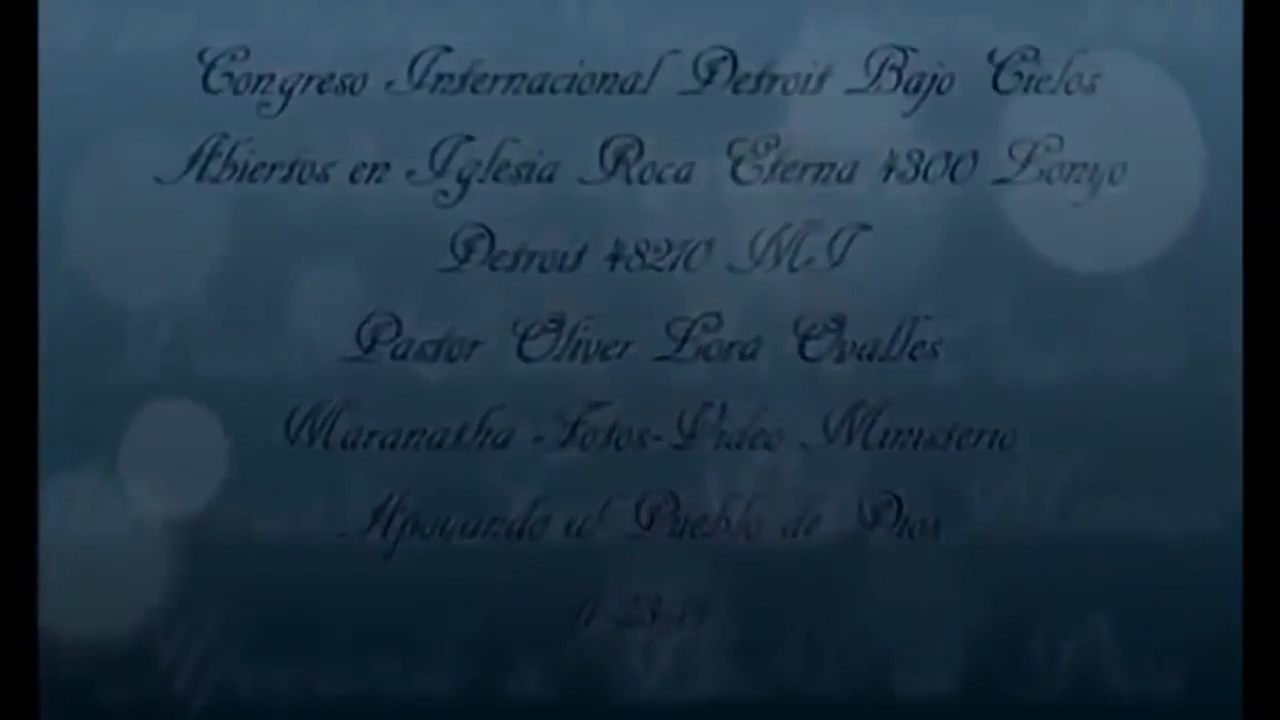 Congreso Internacional Detroit Bajo Cielos
Abiertos en Iglesia Roca Eterna 4300 Lonyo
Detroit 48210 MI
Pastor Oliver Lora Ovalles
Maranatha -Fotos-Video Ministerio
Apoyando al Pueblo de Dios